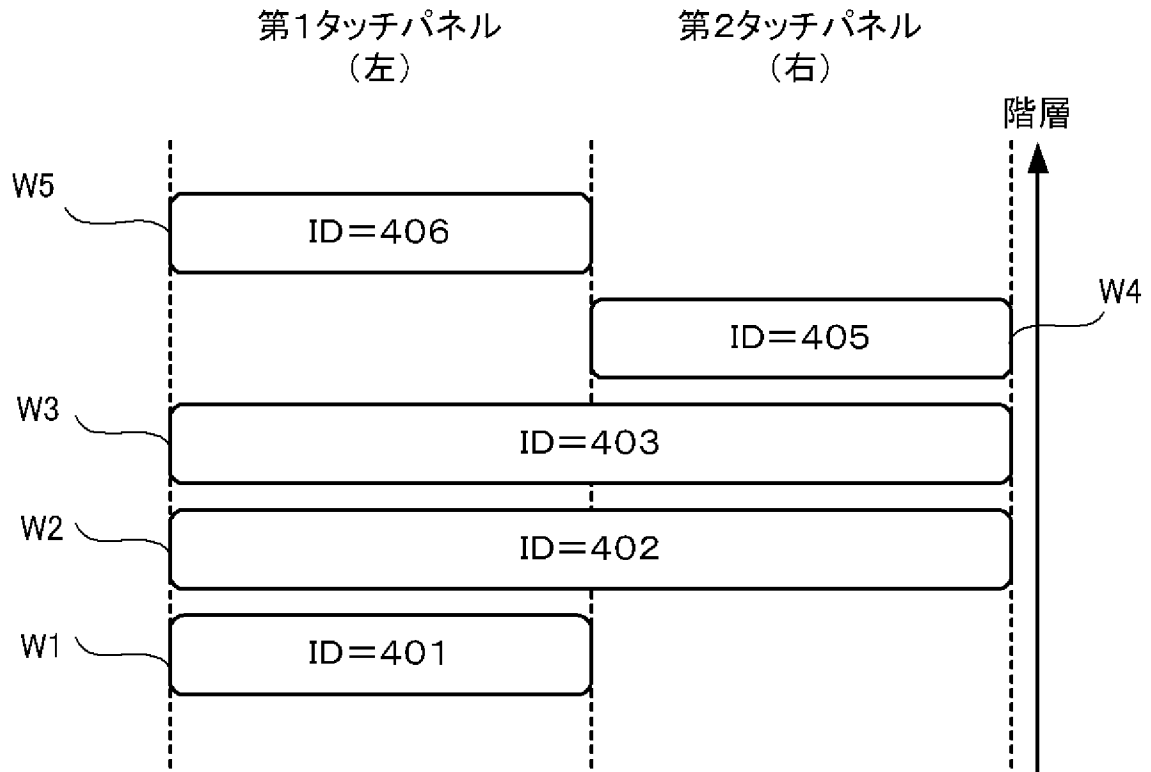 第1タッチパネル
（左）
第2タッチパネル
（右）
階層
W5
ID=406
W4
ID=405
W3
ID=403
W2
ID=402
W1
ID=401